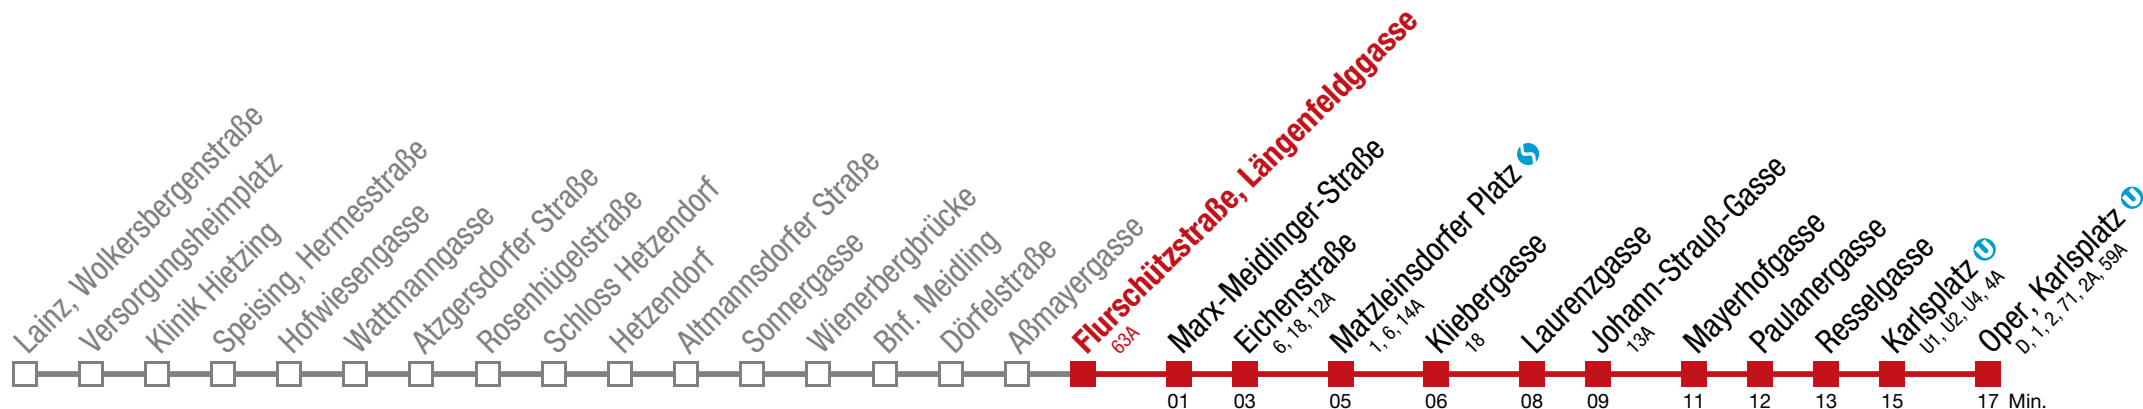 Lainz, Wolkersbergenstraße
Versorgungsheimplatz
Klinik Hietzing
Speising, Hermesstraße
Hofwiesengasse
Wattmanngasse
Atzgersdorfer Straße
Rosenhügelstraße
Schloss Hetzendorf
Hetzendorf
Altmannsdorfer Straße
Sonnergasse
Wienerbergbrücke
Bhf. Meidling
Dörfelstraße
Aßmayergasse
Flurschützstraße, Längenfeldggasse
63A
Marx-Meidlinger-Straße
Eichenstraße
6, 18, 12A
Matzleinsdorfer Platz
1, 6, 14A
Kliebergasse
18
Laurenzgasse
Johann-Strauß-Gasse
13A
Mayerhofgasse
Paulanergasse
Resselgasse
Karlsplatz U
U1, U2, U4, 4A
Oper, Karlsplatz U
D, 1, 2, 71, 2A, 59A
01 03 05 06 08 09 11 12 13 15 17 Min.